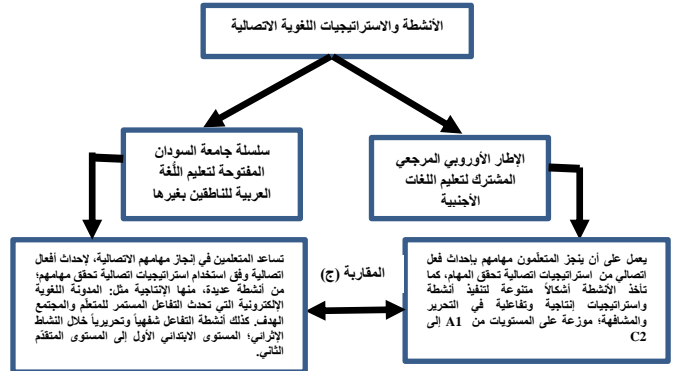 الأنشطة والاستراتيجيات اللغوية الاتصالية
الإطار الأوروبي المرجعي
المشترك لتعليم اللغات
الأجنبية
سلسلة جامعة السودان
المفتوحة لتعليم اللُّغة
العربية للناطقين بغيرها
يعمل على أن ينجز المتعلّمون مهامهم بإحداث فعل
اتصالي من استراتيجيات اتصالية تحقق المهام، كما
تأخذ الأنشطة أشكالاً متنوعة لتنفيذ أنشطة
واستراتيجيات إنتاجية وتفاعلية في التحرير
والمشافهة؛ موزعة على المستويات من A1 إلى
C2
المقاربة (ج)
تساعد المتعلمين في إنجاز مهامهم الاتصالية، لإحداث أفعال
اتصالية وفق استخدام استراتيجيات اتصالية تحقق مهامهم؛
من أنشطة عديدة، منها الإنتاجية مثل: المدونة اللغوية
الإلكترونية التي تحدث التفاعل المستمر للمتعلّم والمجتمع
الهدف. كذلك أنشطة التفاعل شفهياً وتحريرياً خلال النشاط
الإثرائي؛ المستوى الابتدائي الأول إلى المستوى المتقدّم
الثاني.